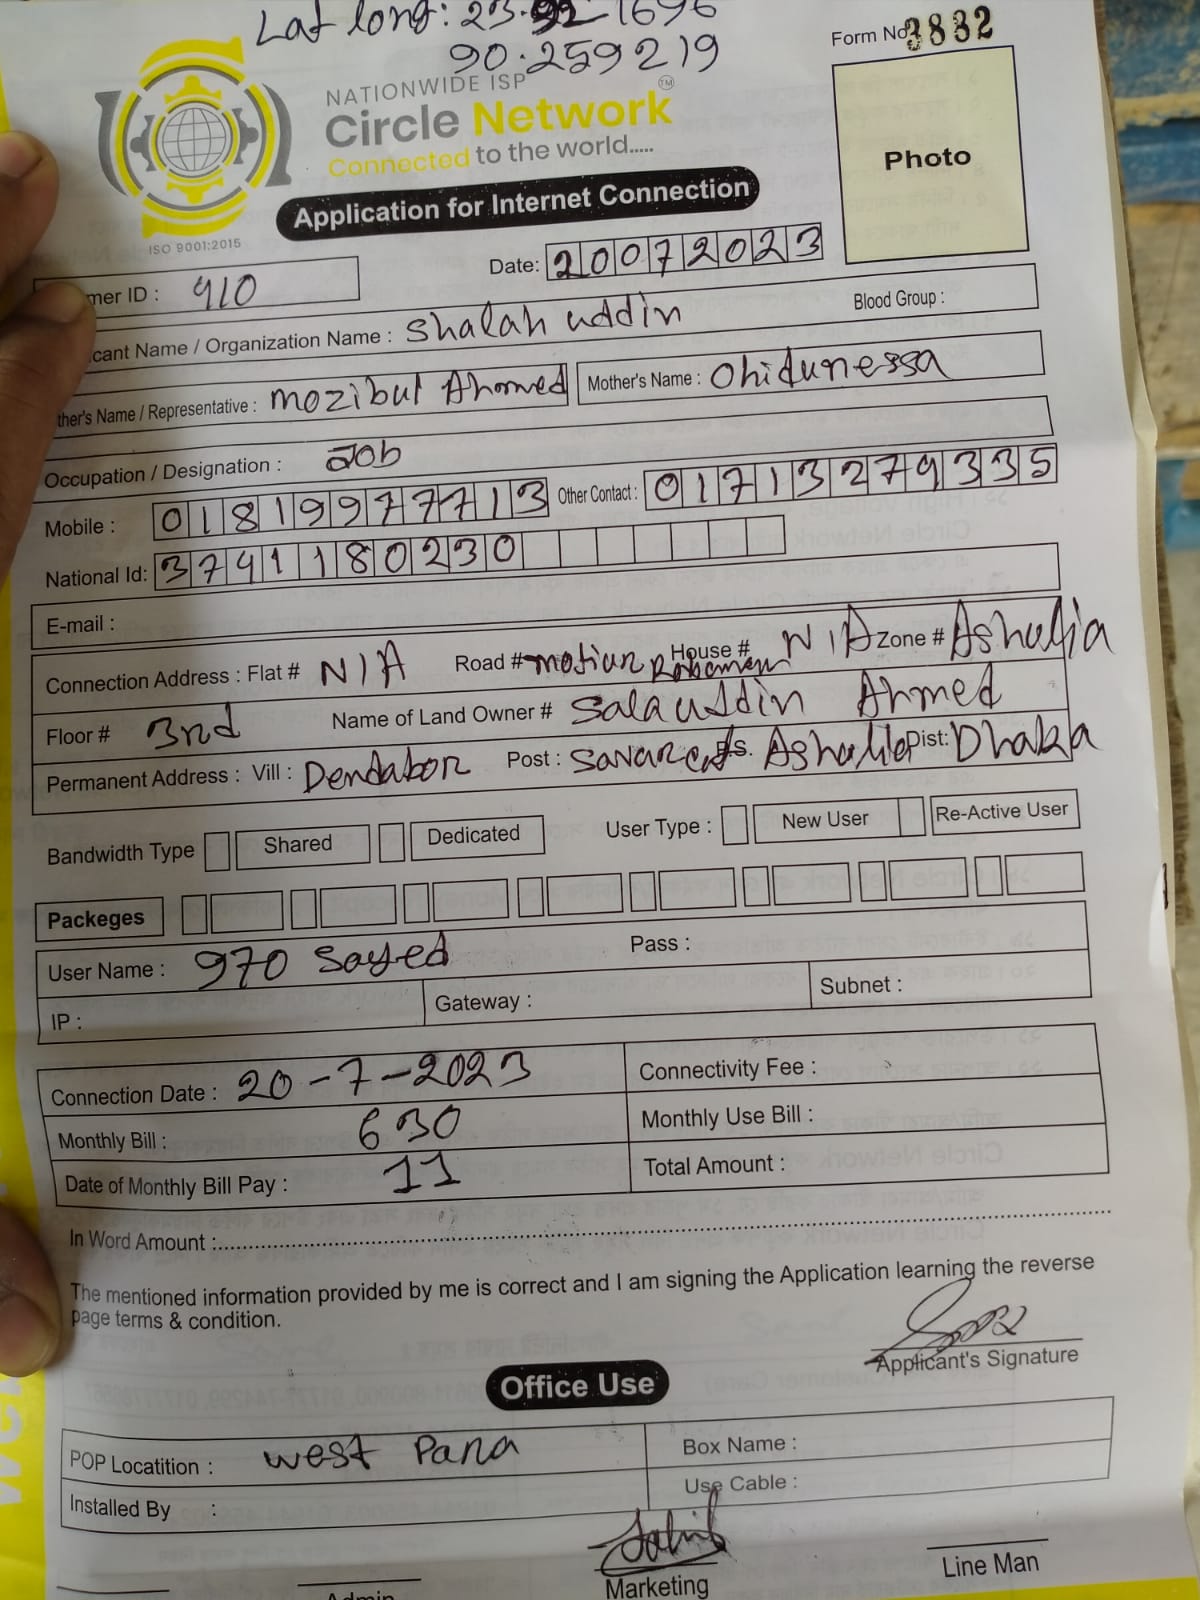 Lat long: 23.921696
90.259219
Form No 3832
NATIONWIDE ISP
Circle Network TM
Connected to the world.....
Photo
Application for Internet Connection
ISO 9001:2015
Date: 20072023
mer ID : 910
cant Name / Organization Name : Shalah uddin Blood Group :
ther's Name / Representative : mozibul Ahomed Mother's Name : Ohidunessa
Occupation / Designation : Job
Mobile : 01819977713 Other Contact : 01713279335
National Id: 3741180230
E-mail :
Connection Address : Flat # N/A Road # motiur Rahaman House # N/A Zone # Ashulia
Floor # 3nd Name of Land Owner # Salauddin Ahmed
Permanent Address : Vill : Dendabor Post : Savar cant P.S. Ashulia Dist: Dhaka
Bandwidth Type Shared Dedicated User Type : New User Re-Active User
Packeges
User Name : 970 Sayed Pass :
IP : Gateway : Subnet :
Connection Date : 20-7-2023 Connectivity Fee :
Monthly Bill : 630 Monthly Use Bill :
Date of Monthly Bill Pay : 11 Total Amount :
In Word Amount :
The mentioned information provided by me is correct and I am signing the Application learning the reverse
page terms & condition.
Applicant's Signature
Office Use
POP Locatition : west Para Box Name :
Installed By : Use Cable :
Admin Marketing Line Man